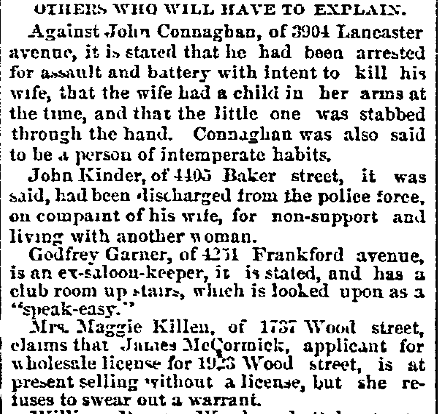 OTHERS WHO WILL HAVE TO EXPLAIN.
Against John Connaghan, of 3904 Lancaster
avenue, it is stated that he had been arrested
for assault and battery with intent to kill his
wife, that the wife had a child in her arms at
the time, and that the little one was stabbed
through the hand. Connaghan was also said
to be a person of intemperate habits.
John Kinder, of 4405 Baker street, it was
said, had been discharged from the police force,
on compaint of his wife, for non-support and
living with another woman.
Godfrey Garner, of 4251 Frankford avenue,
is an ex-saloon-keeper, it is stated, and has a
club room up stairs, which is looked upon as a
"speak-easy."
Mrs. Maggie Killen, of 1737 Wood street,
claims that James McCormick, applicant for
wholesale license for 1923 Wood street, is at
present selling without a license, but she re-
fuses to swear out a warrant.